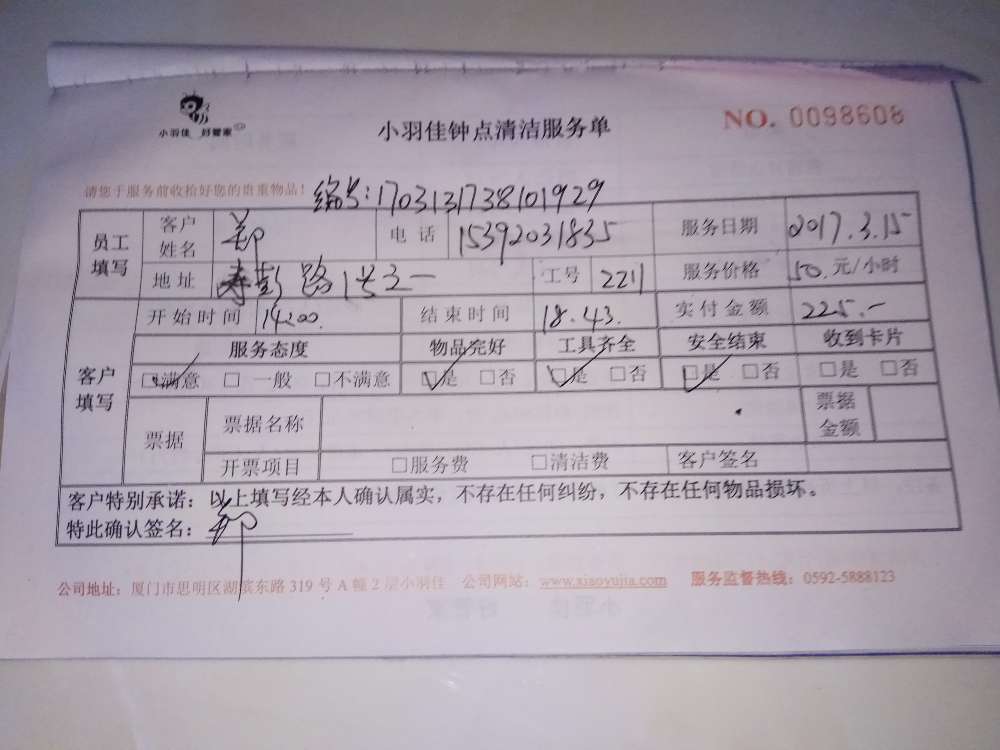 小羽佳 好管家
小羽佳钟点清洁服务单
NO. 0098608
请您于服务前收拾好您的贵重物品！
编号:1703131738101929
员工填写 客户姓名 郑 电话 15392031835 服务日期 2017.3.15
地址 寿彭路1号之一 工号 2211 服务价格 50. 元/小时
客户填写 开始时间 14:00 结束时间 18.43. 实付金额 225.-
服务态度 物品完好 工具齐全 安全结束 收到卡片
☑满意 □一般 □不满意 ☑是 □否 ☑是 □否 ☑是 □否 □是 □否
票据 票据名称 票据金额
开票项目 □服务费 □清洁费 客户签名
客户特别承诺：以上填写经本人确认属实，不存在任何纠纷，不存在任何物品损坏。
特此确认签名：郑
公司地址：厦门市思明区湖滨东路 319 号 A 幢 2 层小羽佳 公司网站：www.xiaoyujia.com 服务监督热线：0592-5888123